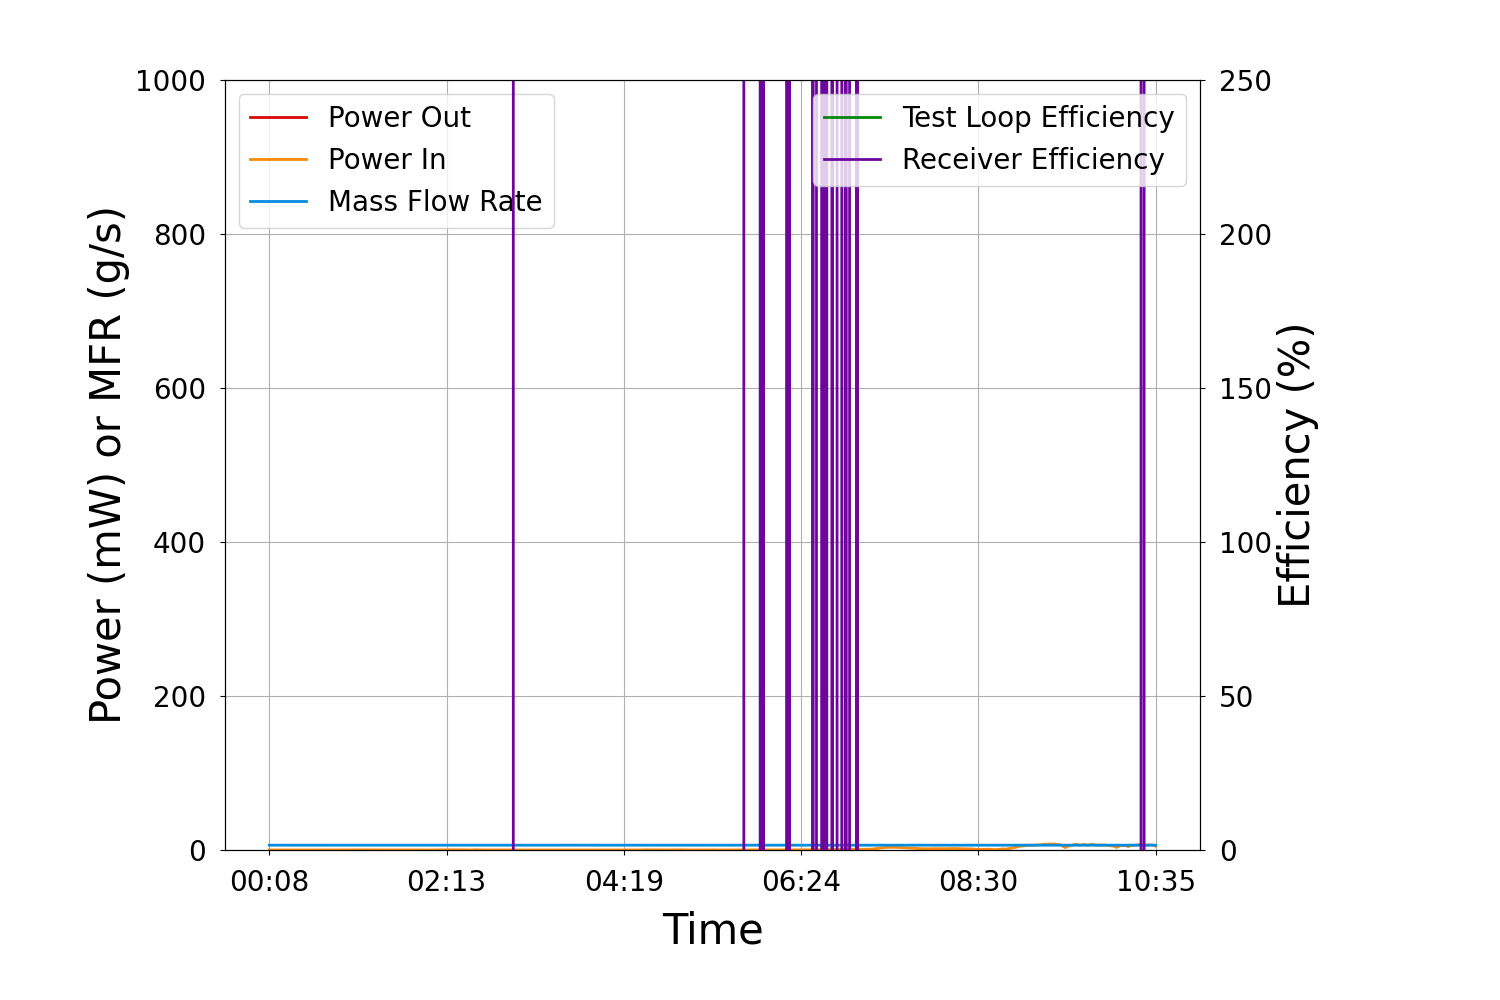 1000
800
600
400
200
0
Power (mW) or MFR (g/s)
Power Out
Power In
Mass Flow Rate
Test Loop Efficiency
Receiver Efficiency
250
200
150
100
50
0
Efficiency (%)
00:08 02:13 04:19 06:24 08:30 10:35
Time